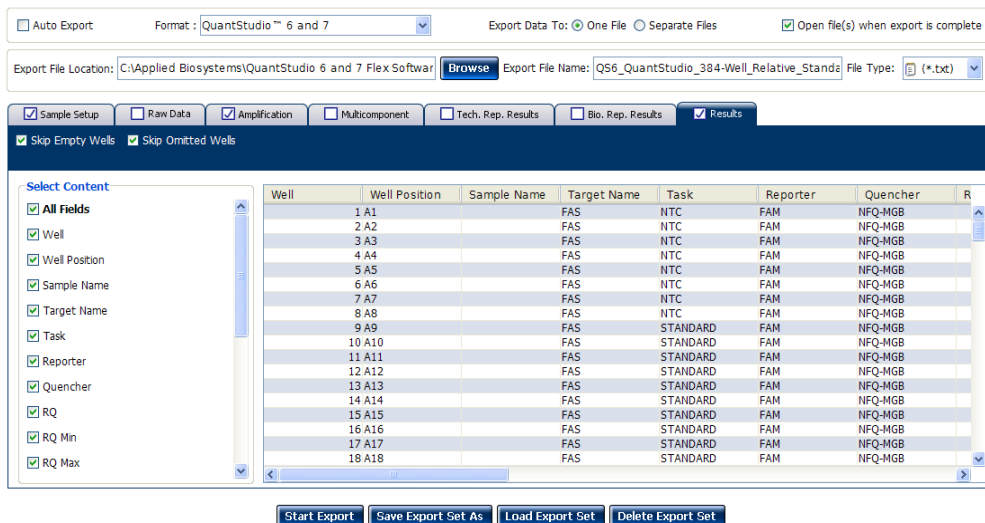 Auto Export Format : QuantStudio™ 6 and 7 Export Data To: One File Separate Files Open file(s) when export is complete
Export File Location: C:\Applied Biosystems\QuantStudio 6 and 7 Flex Softwar Browse Export File Name: QS6_QuantStudio_384-Well_Relative_Standa File Type: (*.txt)
Sample Setup Raw Data Amplification Multicomponent Tech. Rep. Results Bio. Rep. Results Results
Skip Empty Wells Skip Omitted Wells
Select Content
All Fields
Well
Well Position
Sample Name
Target Name
Task
Reporter
Quencher
RQ
RQ Min
RQ Max
Well Well Position Sample Name Target Name Task Reporter Quencher R
1 A1 FAS NTC FAM NFQ-MGB
2 A2 FAS NTC FAM NFQ-MGB
3 A3 FAS NTC FAM NFQ-MGB
4 A4 FAS NTC FAM NFQ-MGB
5 A5 FAS NTC FAM NFQ-MGB
6 A6 FAS NTC FAM NFQ-MGB
7 A7 FAS NTC FAM NFQ-MGB
8 A8 FAS NTC FAM NFQ-MGB
9 A9 FAS STANDARD FAM NFQ-MGB
10 A10 FAS STANDARD FAM NFQ-MGB
11 A11 FAS STANDARD FAM NFQ-MGB
12 A12 FAS STANDARD FAM NFQ-MGB
13 A13 FAS STANDARD FAM NFQ-MGB
14 A14 FAS STANDARD FAM NFQ-MGB
15 A15 FAS STANDARD FAM NFQ-MGB
16 A16 FAS STANDARD FAM NFQ-MGB
17 A17 FAS STANDARD FAM NFQ-MGB
18 A18 FAS STANDARD FAM NFQ-MGB
Start Export Save Export Set As Load Export Set Delete Export Set